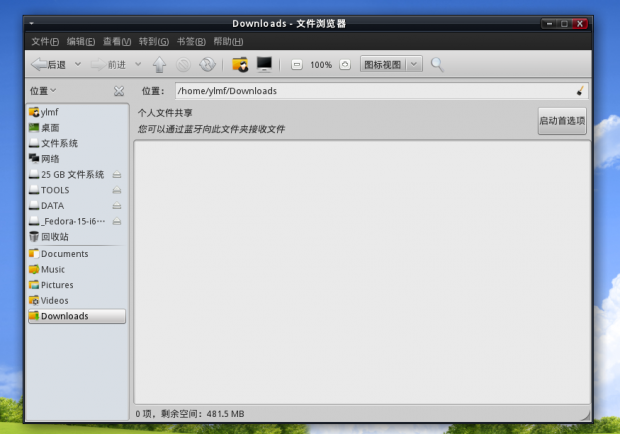 Downloads - 文件浏览器
文件(F) 编辑(E) 查看(V) 转到(G) 书签(B) 帮助(H)
后退 前进 100% 图标视图
位置 位置: /home/ylmf/Downloads
个人文件共享
您可以通过蓝牙向此文件夹接收文件
启动首选项
ylmf
桌面
文件系统
网络
25 GB 文件系统
TOOLS
DATA
_Fedora-15-i6···
回收站
Documents
Music
Pictures
Videos
Downloads
0 项，剩余空间: 481.5 MB